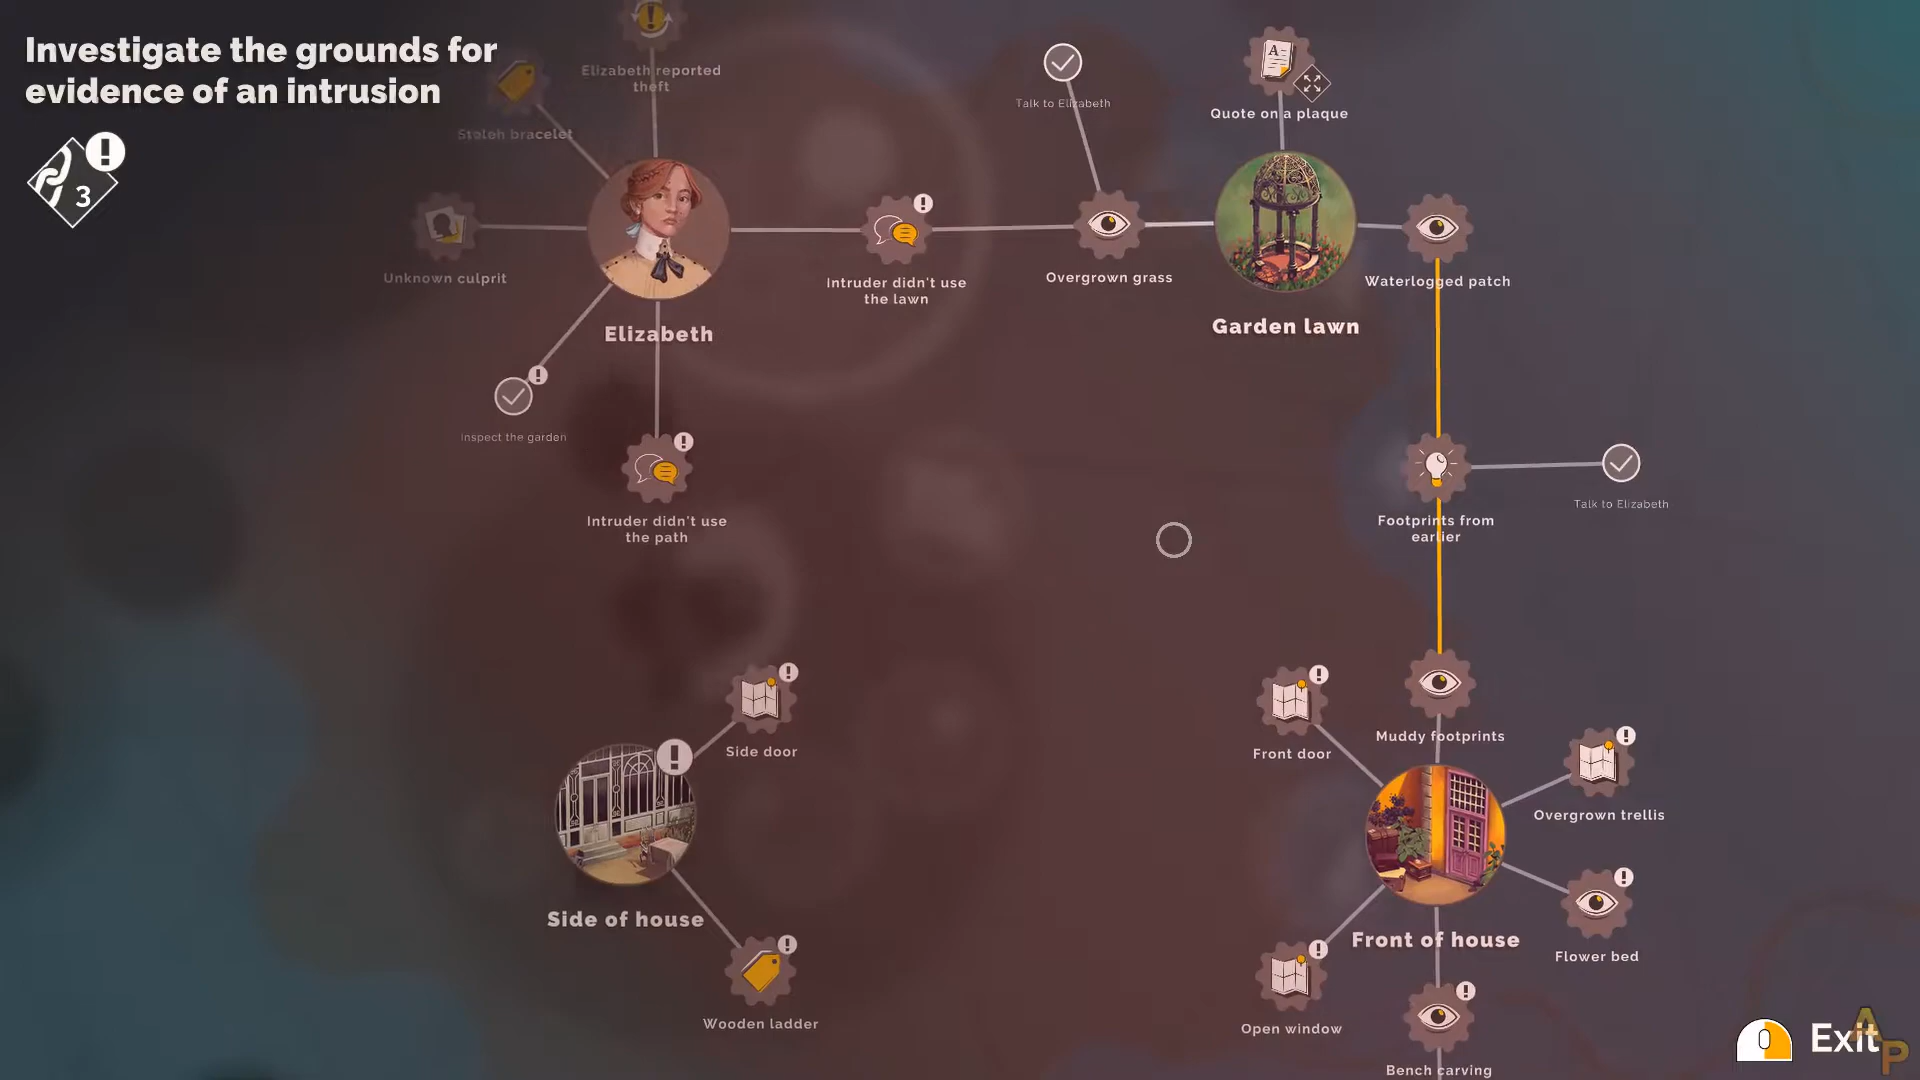 Investigate the grounds for
evidence of an intrusion
3
Elizabeth reported
theft
Stolen bracelet
Talk to Elizabeth
A
Quote on a plaque
Unknown culprit
Elizabeth
Intruder didn't use
the lawn
Overgrown grass
Garden lawn
Waterlogged patch
Inspect the garden
Intruder didn't use
the path
Footprints from
earlier
Talk to Elizabeth
Side door
Side of house
Wooden ladder
Front door
Muddy footprints
Overgrown trellis
Front of house
Flower bed
Open window
Bench carving
Exit
AP